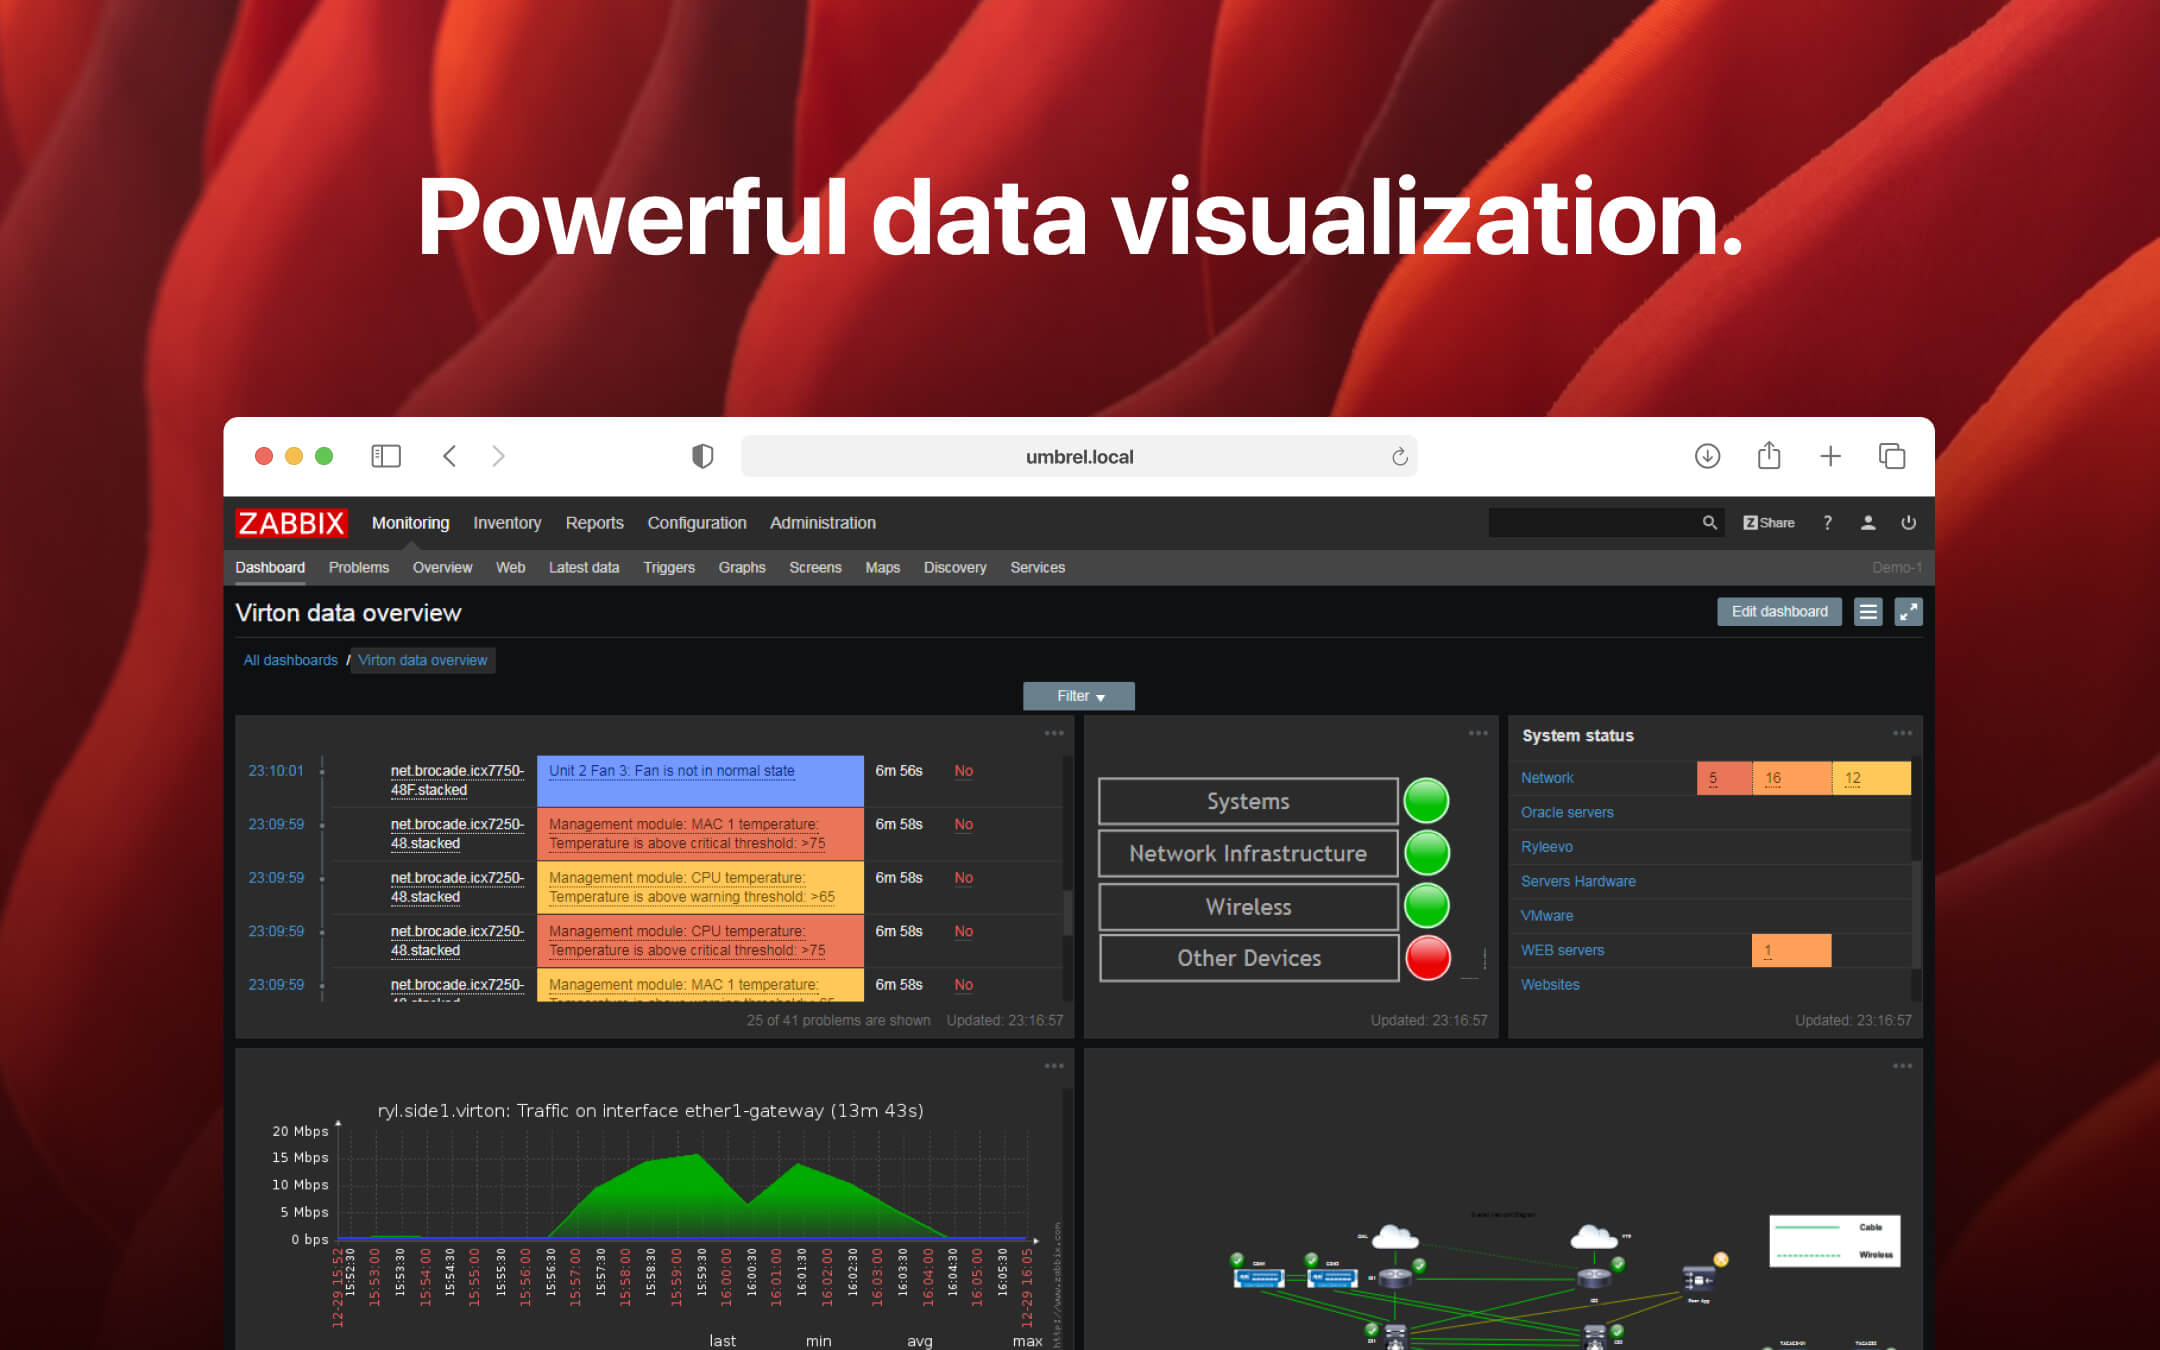 Powerful data visualization.
umbrel.local
ZABBIX Monitoring Inventory Reports Configuration Administration
Z Share ?
Dashboard Problems Overview Web Latest data Triggers Graphs Screens Maps Discovery Services Demo-1
Virton data overview
Edit dashboard
All dashboards / Virton data overview
Filter
23:10:01 net.brocade.icx7750- Unit 2 Fan 3: Fan is not in normal state 6m 56s No
48F.stacked
23:09:59 net.brocade.icx7250- Management module: MAC 1 temperature: 6m 58s No
48.stacked Temperature is above critical threshold: >75
23:09:59 net.brocade.icx7250- Management module: CPU temperature: 6m 58s No
48.stacked Temperature is above warning threshold: >65
23:09:59 net.brocade.icx7250- Management module: CPU temperature: 6m 58s No
48.stacked Temperature is above critical threshold: >75
23:09:59 net.brocade.icx7250- Management module: MAC 1 temperature: 6m 58s No
25 of 41 problems are shown Updated: 23:16:57
Systems
Network Infrastructure
Wireless
Other Devices
Updated: 23:16:57
System status
Network 5 16 12
Oracle servers
Ryleevo
Servers Hardware
VMware
WEB servers 1
Websites
Updated: 23:16:57
ryl.side1.virton: Traffic on interface ether1-gateway (13m 43s)
20 Mbps
15 Mbps
10 Mbps
5 Mbps
0 bps
12-29 15:52
15:52:30
15:53:00
15:53:30
15:54:00
15:54:30
15:55:00
15:55:30
15:56:00
15:56:30
15:57:00
15:57:30
15:58:00
15:58:30
15:59:00
15:59:30
16:00:00
16:00:30
16:01:00
16:01:30
16:02:00
16:02:30
16:03:00
16:03:30
16:04:00
16:04:30
16:05:00
16:05:30
12-29 16:05
http://www.zabbix.com
last min avg max
Cable
Wireless